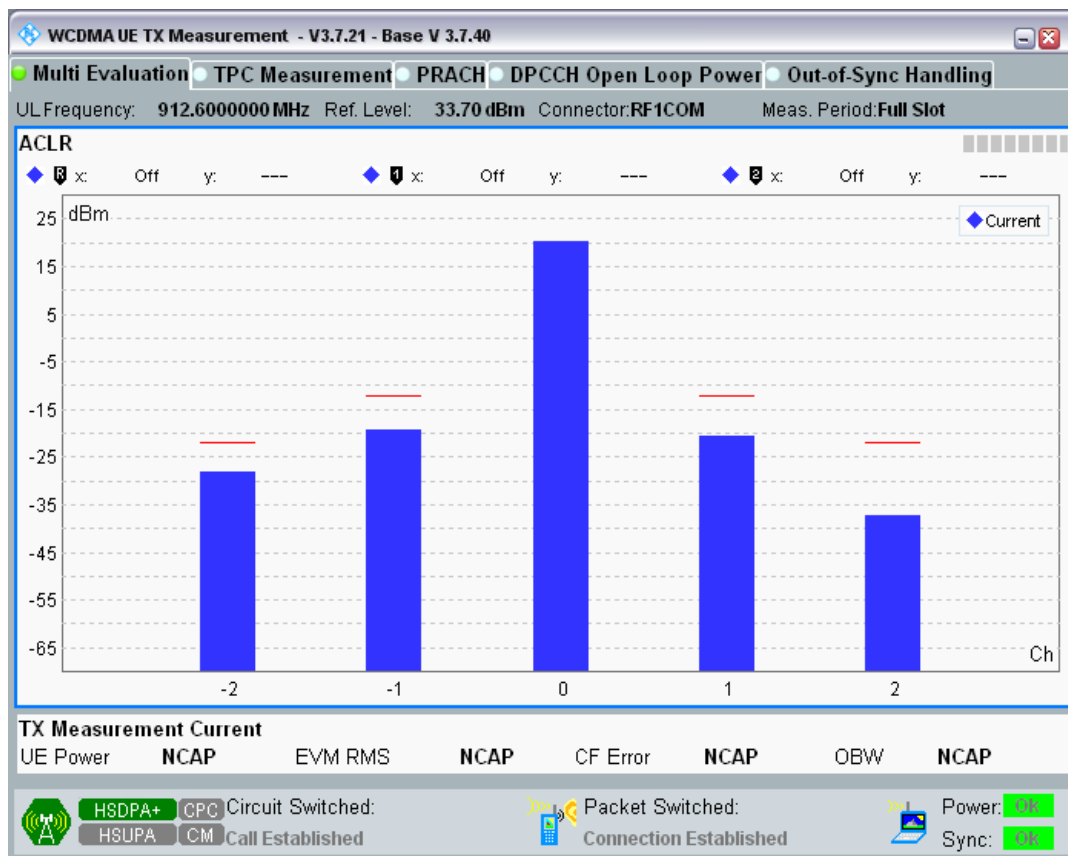 WCDMA UE TX Measurement - V3.7.21 - Base V 3.7.40
Multi Evaluation TPC Measurement PRACH DPCCH Open Loop Power Out-of-Sync Handling
UL Frequency: 912.6000000 MHz Ref. Level: 33.70 dBm Connector:RF1COM Meas. Period:Full Slot
ACLR
R x: Off y: --- 1 x: Off y: --- 2 x: Off y: ---
dBm
Current
25
15
5
-5
-15
-25
-35
-45
-55
-65
Ch
-2 -1 0 1 2
TX Measurement Current
UE Power NCAP EVM RMS NCAP CF Error NCAP OBW NCAP
HSDPA+ CPC Circuit Switched: Packet Switched: Power: OK
HSUPA CM Call Established Connection Established Sync: OK